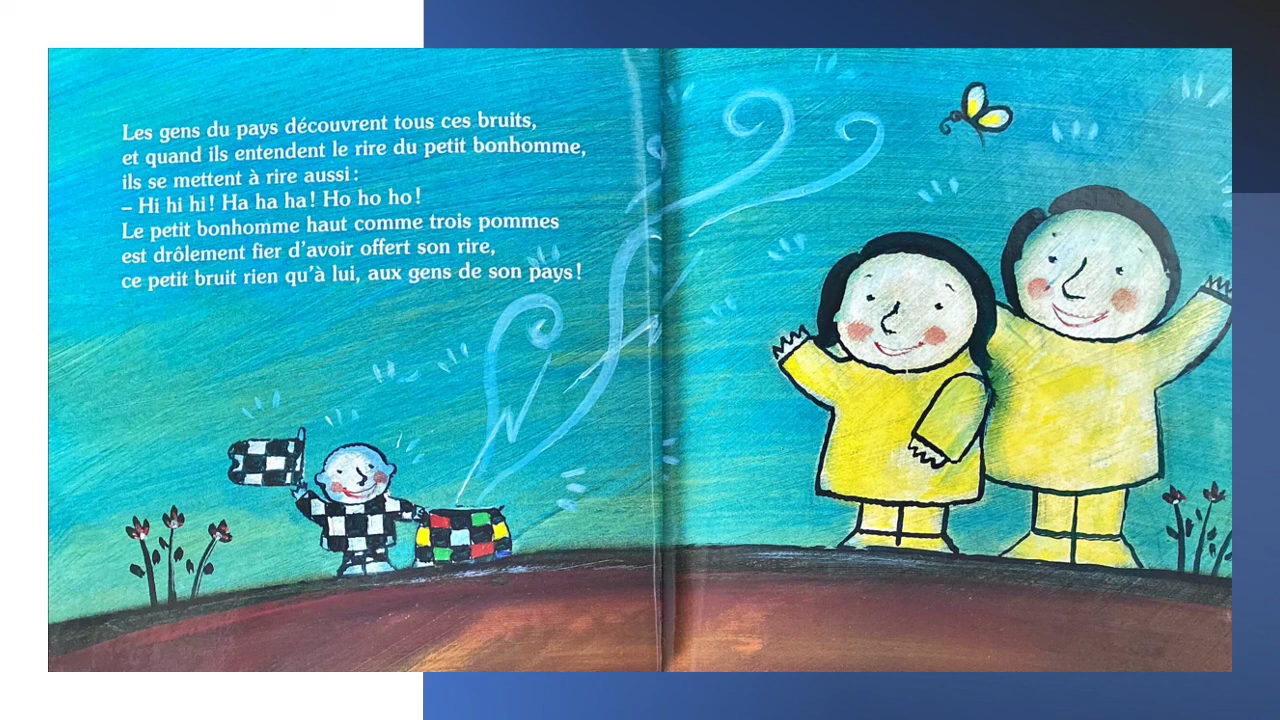 Les gens du pays découvrent tous ces bruits,
et quand ils entendent le rire du petit bonhomme,
ils se mettent à rire aussi :
– Hi hi hi ! Ha ha ha ! Ho ho ho !
Le petit bonhomme haut comme trois pommes
est drôlement fier d'avoir offert son rire,
ce petit bruit rien qu'à lui, aux gens de son pays !